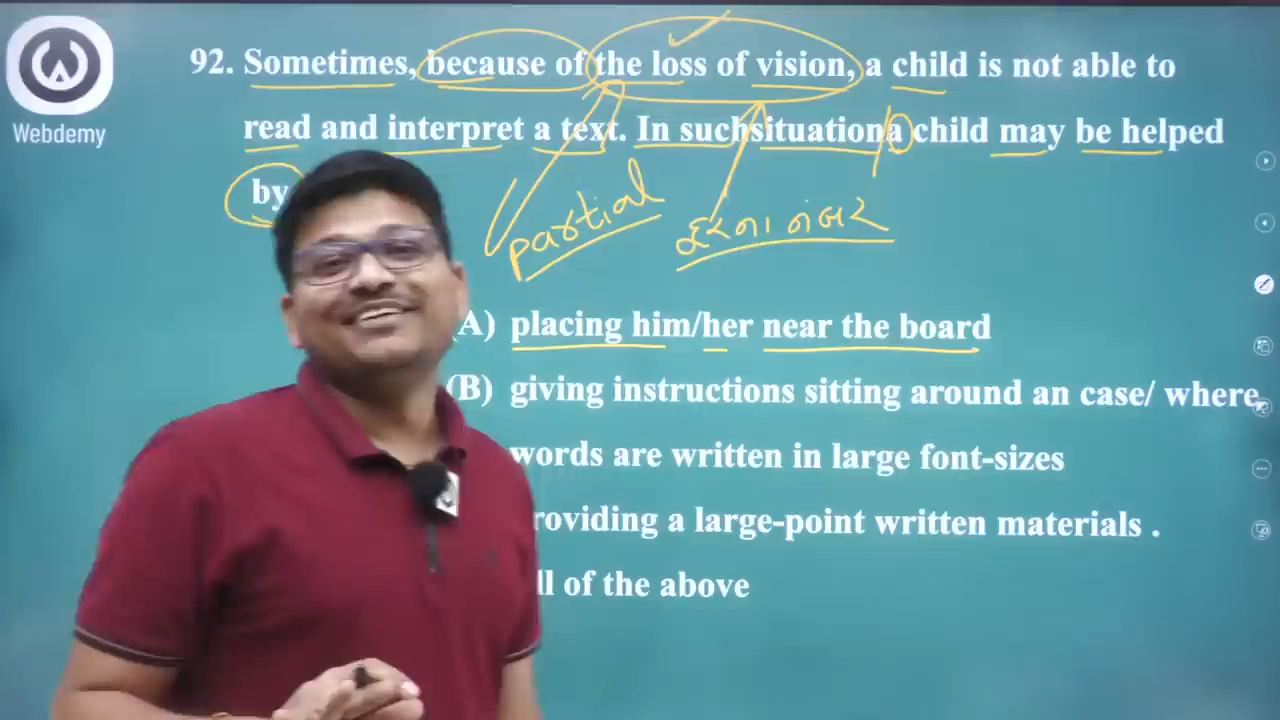 Webdemy
92. Sometimes, because of the loss of vision, a child is not able to
read and interpret a text. In suchsituationa child may be helped
by
partial
(A) placing him/her near the board
(B) giving instructions sitting around an case/ where
words are written in large font-sizes
roviding a large-point written materials .
ll of the above